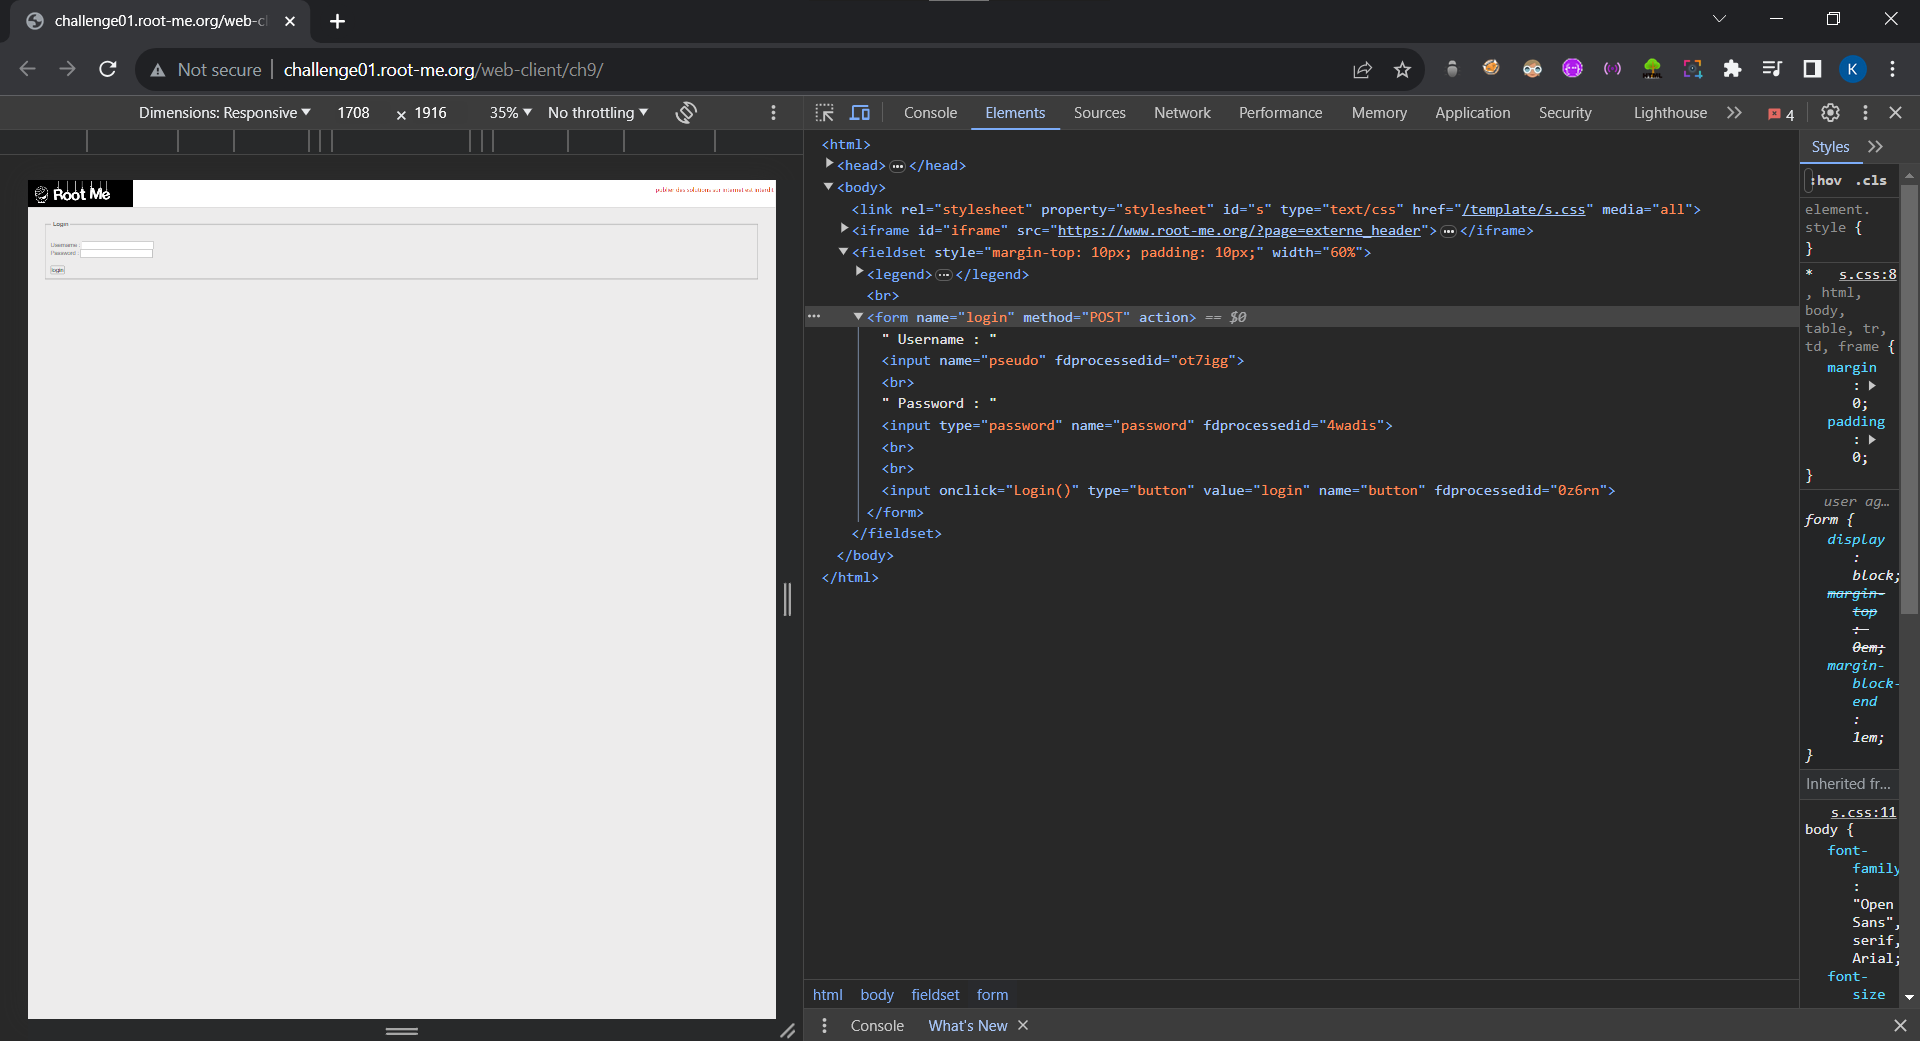 challenge01.root-me.org/web-cl
Not secure
challenge01.root-me.org/web-client/ch9/
K
Dimensions: Responsive 1708 × 1916 35% No throttling
Console Elements Sources Network Performance Memory Application Security Lighthouse 4
Root Me
publier des solutions sur internet est interdit
Login
Username :
Password :
login
<html>
<head> ••• </head>
<body>
<link rel="stylesheet" property="stylesheet" id="s" type="text/css" href="/template/s.css" media="all">
<iframe id="iframe" src="https://www.root-me.org/?page=externe_header"> ••• </iframe>
<fieldset style="margin-top: 10px; padding: 10px;" width="60%">
<legend> ••• </legend>
<br>
••• <form name="login" method="POST" action> == $0
" Username : "
<input name="pseudo" fdprocessedid="ot7igg">
<br>
" Password : "
<input type="password" name="password" fdprocessedid="4wadis">
<br>
<br>
<input onclick="Login()" type="button" value="login" name="button" fdprocessedid="0z6rn">
</form>
</fieldset>
</body>
</html>
html body fieldset form
Console What's New
Styles
:hov .cls
element.
style {
}
* s.css:8
, html,
body,
table, tr,
td, frame {
margin
:
0;
padding
:
0;
}
user ag…
form {
display
:
block;
margin-
top
:
0em;
margin-
block-
end
:
1em;
}
Inherited fr…
s.css:11
body {
font-
family
:
"Open
Sans",
serif,
Arial;
font-
size